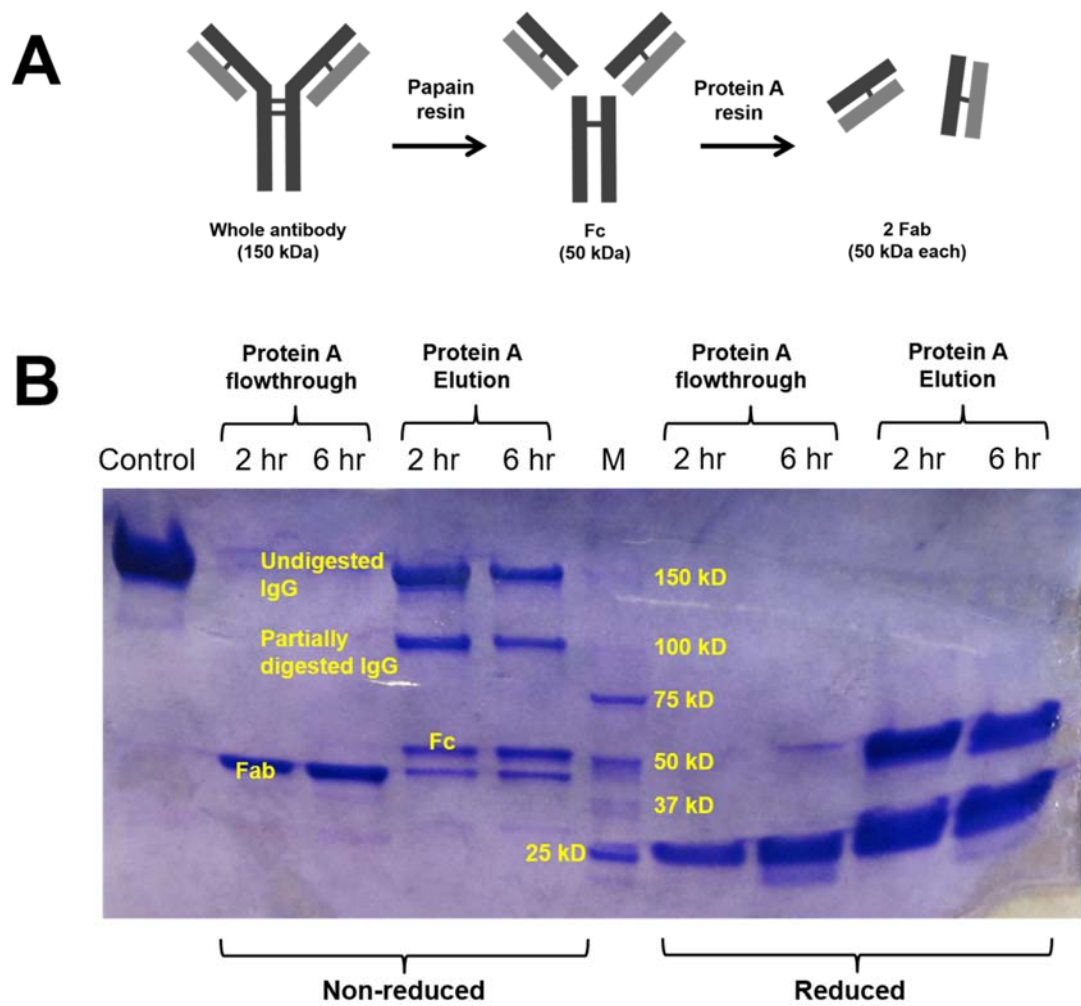 A
Papain
resin
Protein A
resin
Whole antibody
(150 kDa)
Fc
(50 kDa)
2 Fab
(50 kDa each)
B
Protein A
flowthrough
Protein A
Elution
Protein A
flowthrough
Protein A
Elution
Control
2 hr
6 hr
2 hr
6 hr
M
2 hr
6 hr
2 hr
6 hr
Undigested
IgG
150 kD
Partially
digested IgG
100 kD
75 kD
Fc
50 kD
Fab
37 kD
25 kD
Non-reduced
Reduced